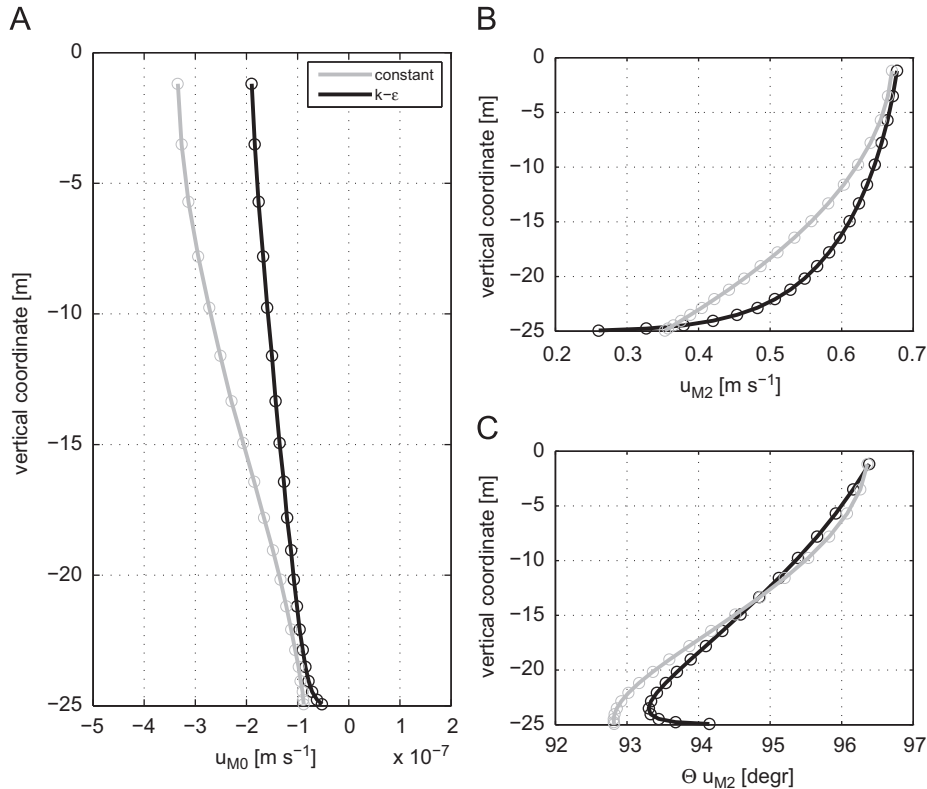 A
0
−5
−10
−15
−20
−25
vertical coordinate [m]
constant
k−ε
−5 −4 −3 −2 −1 0 1 2
u_M0 [m s⁻¹] x 10⁻⁷
B
0
−5
−10
−15
−20
−25
vertical coordinate [m]
0.2 0.3 0.4 0.5 0.6 0.7
u_M2 [m s⁻¹]
C
0
−5
−10
−15
−20
−25
vertical coordinate [m]
92 93 94 95 96 97
Θ u_M2 [degr]